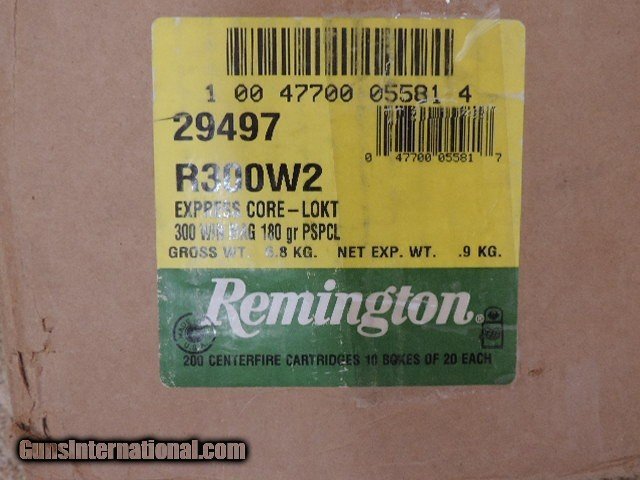 1 00 47700 05581 4
29497
0 47700 05581 7
R300W2
EXPRESS CORE-LOKT
300 WIN MAG 180 gr PSPCL
GROSS WT. 6.8 KG. NET EXP. WT. .9 KG.
Remington®
200 CENTERFIRE CARTRIDGES 10 BOXES OF 20 EACH
GunsInternational.com